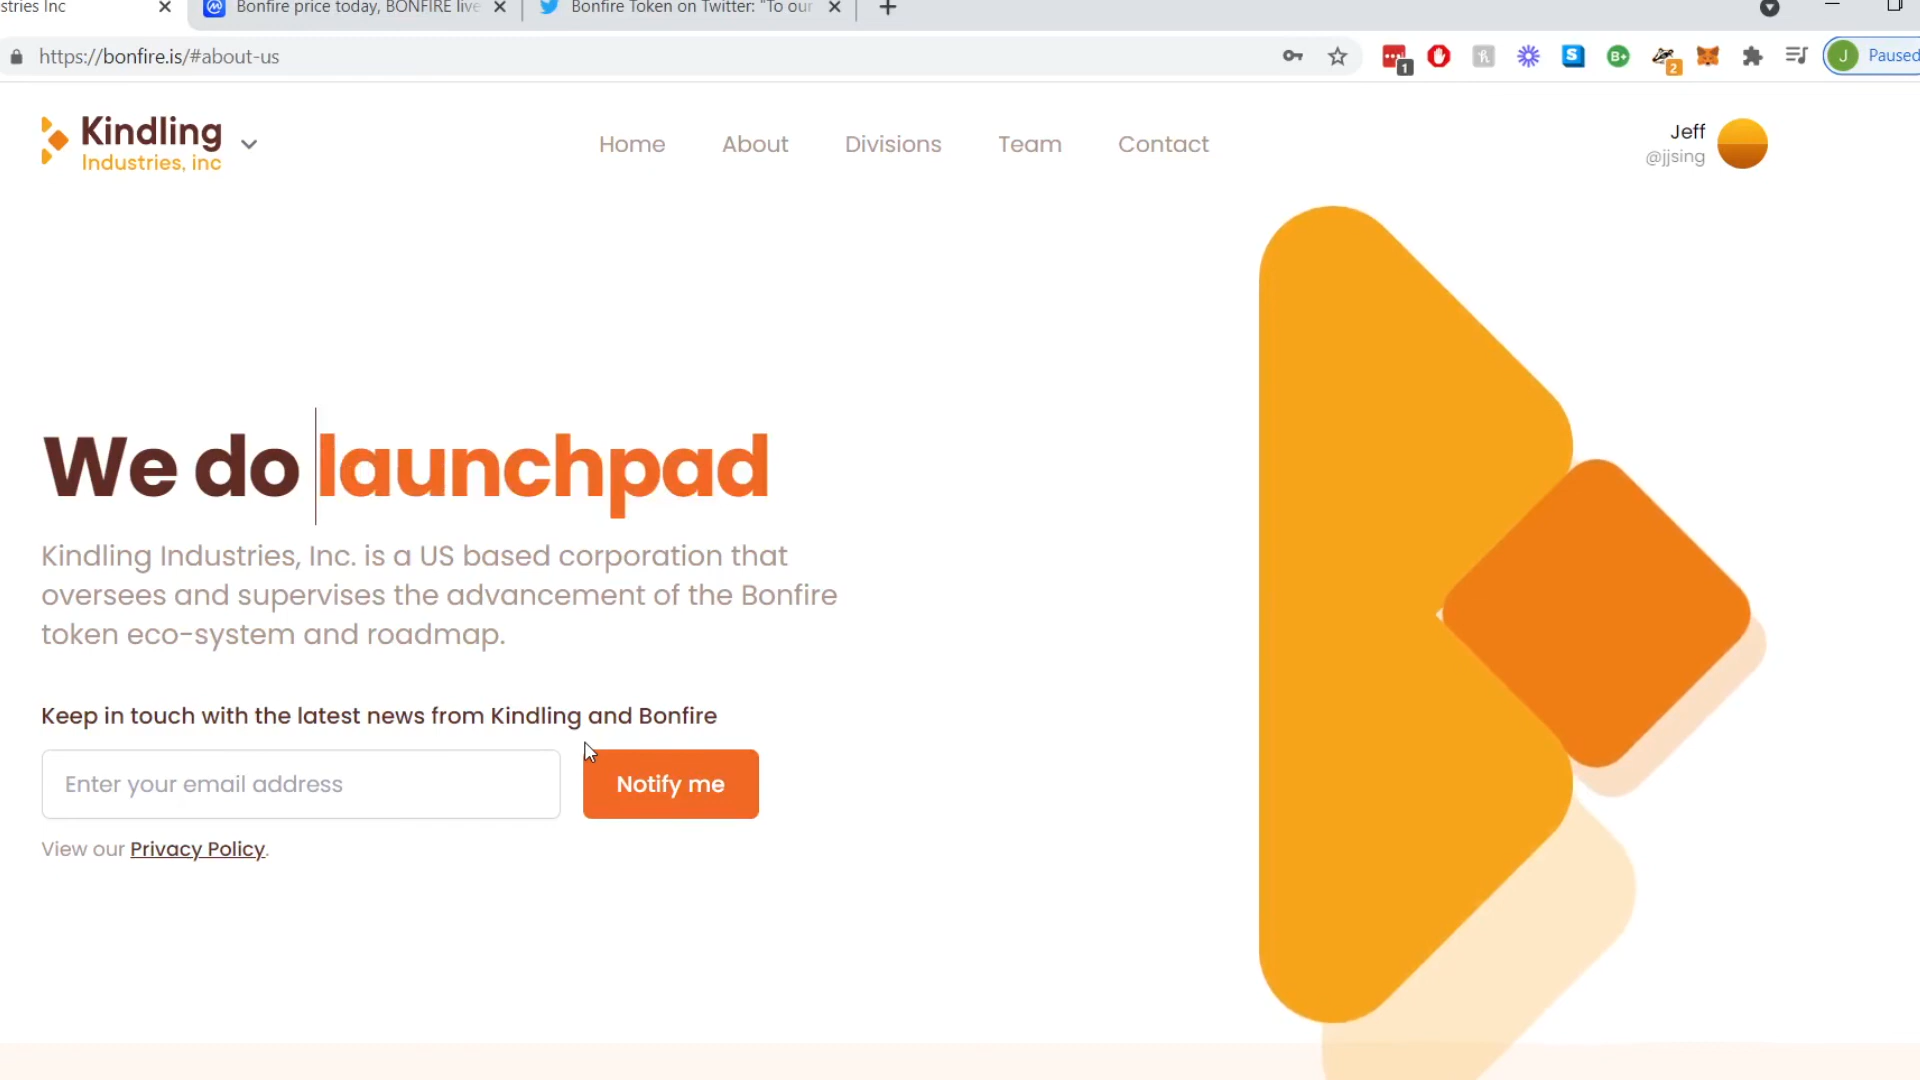 stries Inc
Bonfire price today, BONFIRE live
Bonfire Token on Twitter: "To our
https://bonfire.is/#about-us
1
S
B+
2
J
Paused
Kindling
Industries, inc
Home
About
Divisions
Team
Contact
Jeff
@jjsing
We do launchpad
Kindling Industries, Inc. is a US based corporation that
oversees and supervises the advancement of the Bonfire
token eco-system and roadmap.
Keep in touch with the latest news from Kindling and Bonfire
Enter your email address
Notify me
View our Privacy Policy.